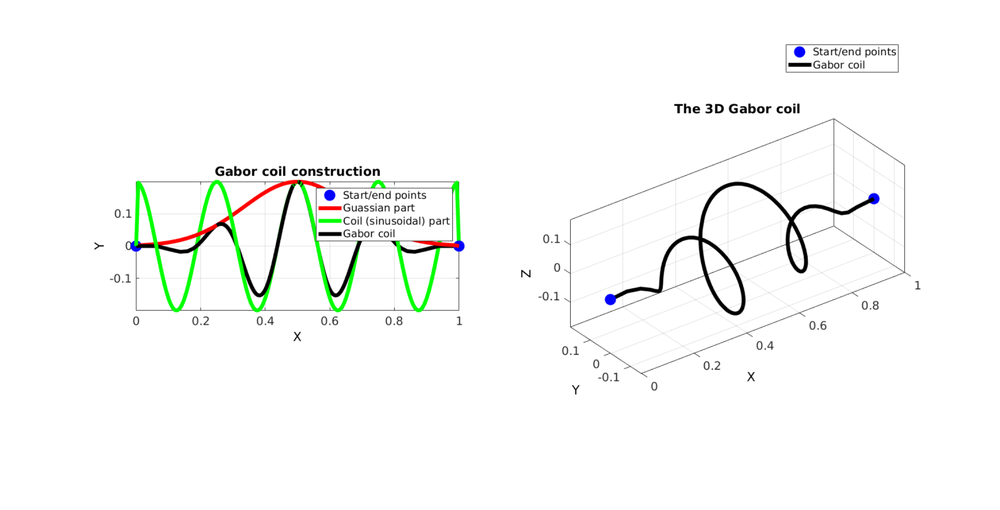 Gabor coil construction
Start/end points
Guassian part
Coil (sinusoidal) part
Gabor coil
Y
0.1
0
-0.1
0
0.2
0.4
0.6
0.8
1
X
Start/end points
Gabor coil
The 3D Gabor coil
Z
0.1
0
-0.1
0.1
0
-0.1
Y
0
0.2
0.4
0.6
0.8
1
X